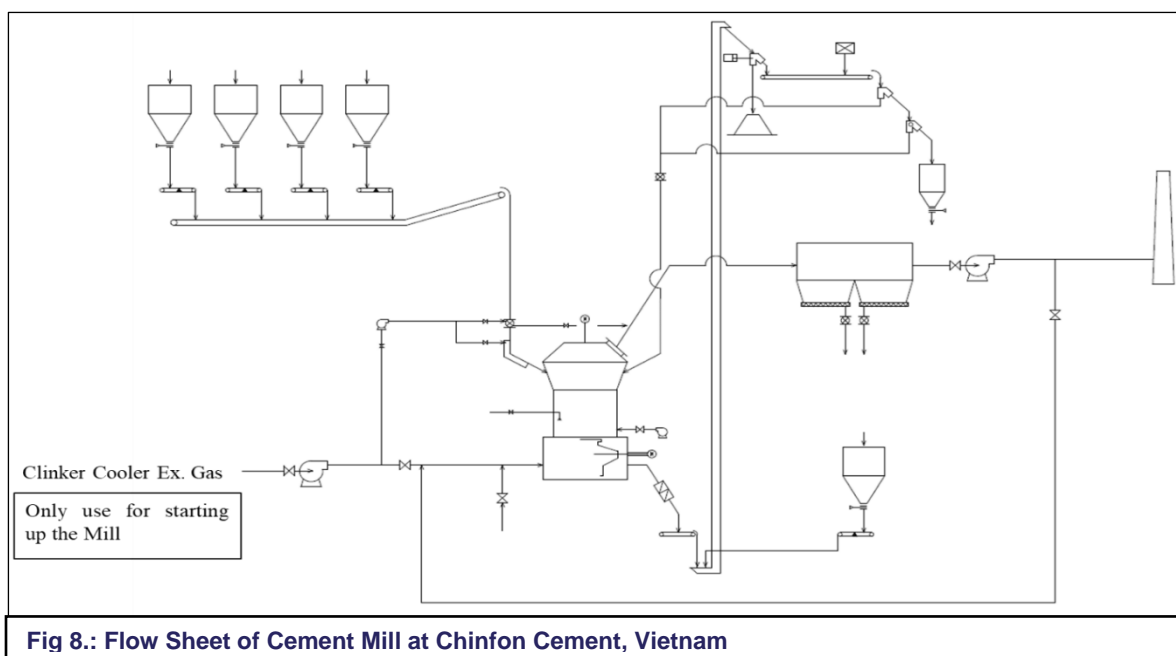 Clinker Cooler Ex. Gas
Only use for starting
up the Mill
Fig 8.: Flow Sheet of Cement Mill at Chinfon Cement, Vietnam